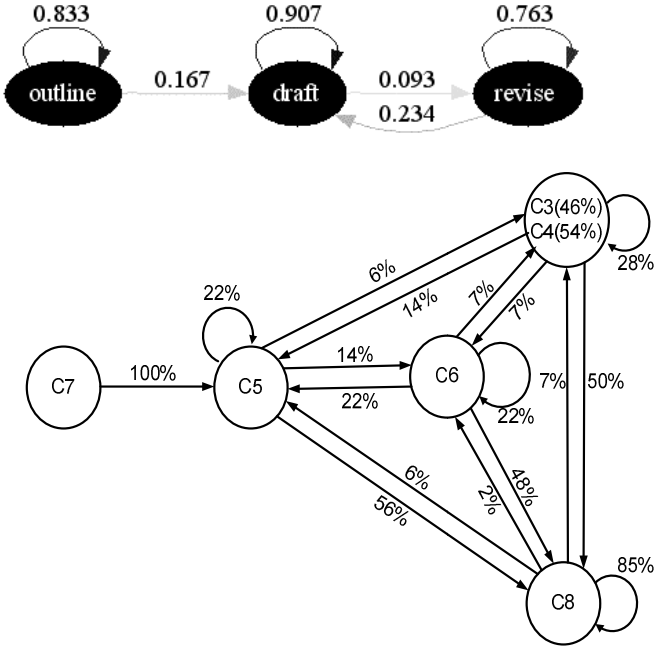 0.833 0.907 0.763
outline 0.167 draft 0.093 revise
0.234
C3(46%)
C4(54%)
28%
6%
14%
7%
7%
22%
C7 100% C5 14% C6
22%
22%
7% 50%
6%
56%
48%
2%
C8 85%